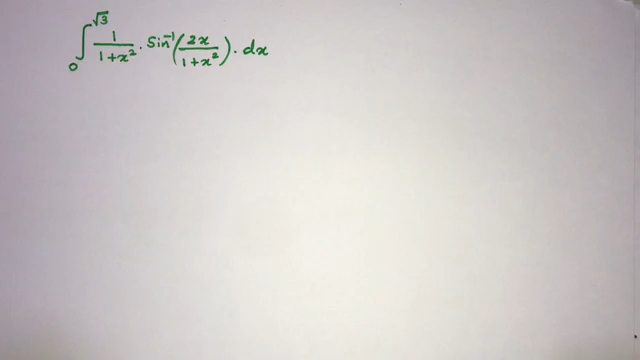 ∫₀^√3 1/(1+x²) · Sin⁻¹(2x/(1+x²)) · dx